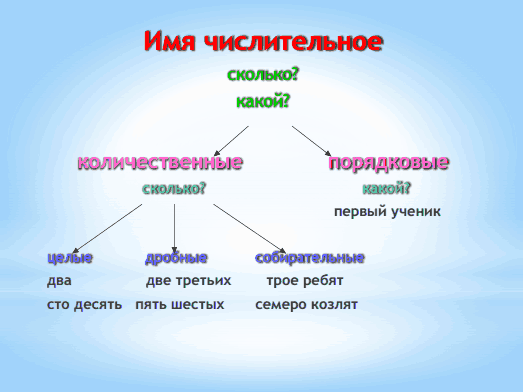 Имя числительное
сколько?
какой?
количественные порядковые
сколько? какой?
первый ученик
целые дробные собирательные
два две третьих трое ребят
сто десять пять шестых семеро козлят